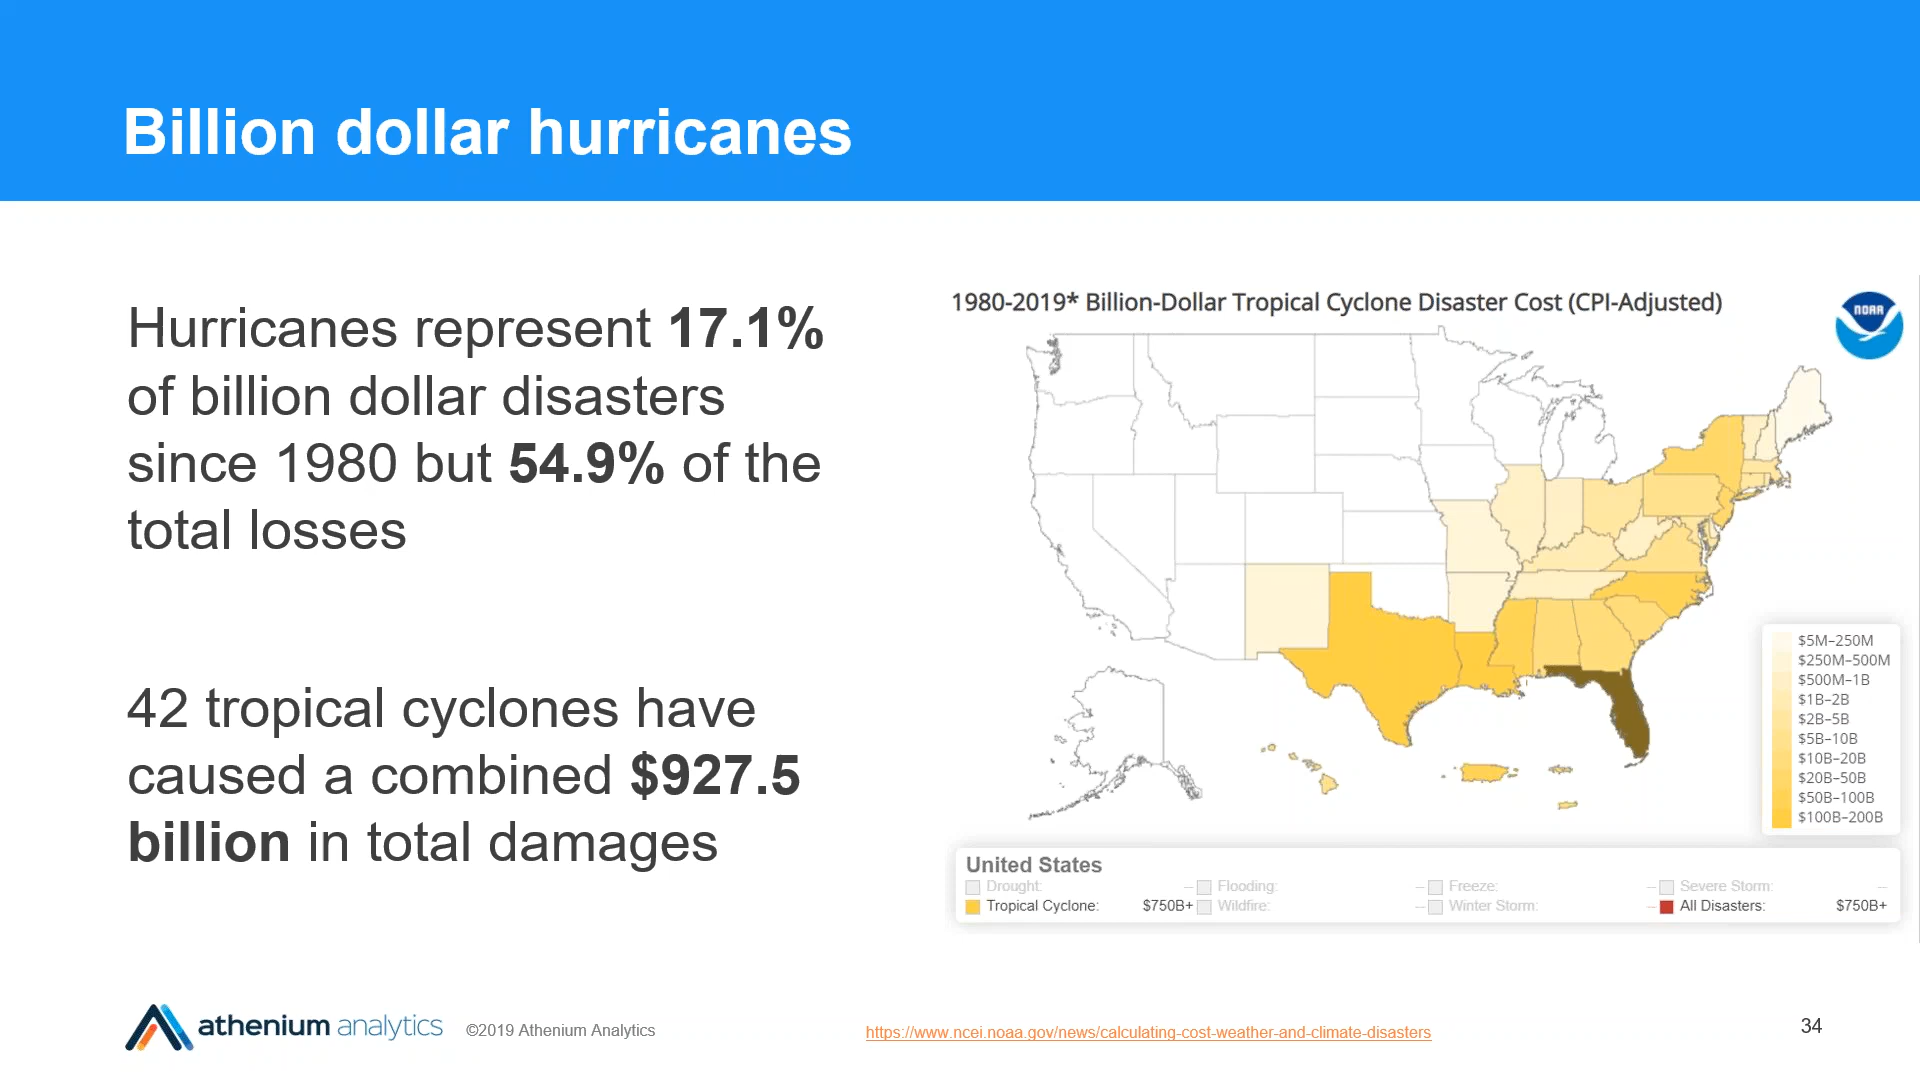 Billion dollar hurricanes
Hurricanes represent 17.1%
of billion dollar disasters
since 1980 but 54.9% of the
total losses
42 tropical cyclones have
caused a combined $927.5
billion in total damages
1980-2019* Billion-Dollar Tropical Cyclone Disaster Cost (CPI-Adjusted)
NOAA
$5M–250M
$250M–500M
$500M–1B
$1B–2B
$2B–5B
$5B–10B
$10B–20B
$20B–50B
$50B–100B
$100B–200B
United States
Drought: -- Flooding: -- Freeze: -- Severe Storm: --
Tropical Cyclone: $750B+ Wildfire: -- Winter Storm: -- All Disasters: $750B+
athenium analytics ©2019 Athenium Analytics
https://www.ncei.noaa.gov/news/calculating-cost-weather-and-climate-disasters
34